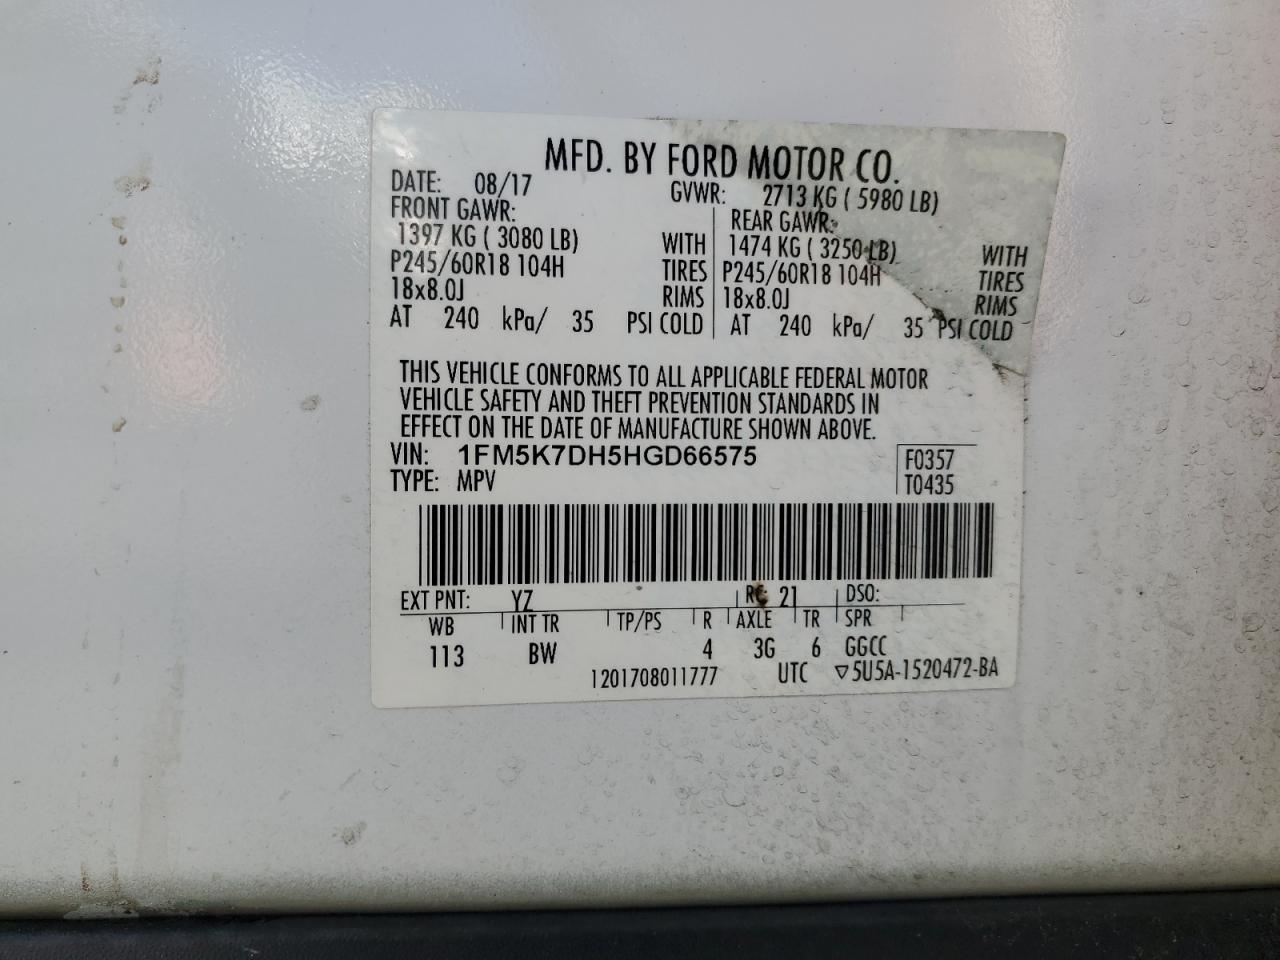 MFD. BY FORD MOTOR CO.
DATE: 08/17 GVWR: 2713 KG ( 5980 LB)
FRONT GAWR: REAR GAWR:
1397 KG ( 3080 LB) WITH 1474 KG ( 3250 LB) WITH
P245/60R18 104H TIRES P245/60R18 104H TIRES
18x8.0J RIMS 18x8.0J RIMS
AT 240 kPa/ 35 PSI COLD AT 240 kPa/ 35 PSI COLD
THIS VEHICLE CONFORMS TO ALL APPLICABLE FEDERAL MOTOR
VEHICLE SAFETY AND THEFT PREVENTION STANDARDS IN
EFFECT ON THE DATE OF MANUFACTURE SHOWN ABOVE.
VIN: 1FM5K7DH5HGD66575 F0357
TYPE: MPV T0435
EXT PNT: YZ RC: 21 DSO:
WB INT TR TP/PS R AXLE TR SPR
113 BW 4 3G 6 GGCC
1201708011777 UTC ▽5U5A-1520472-BA